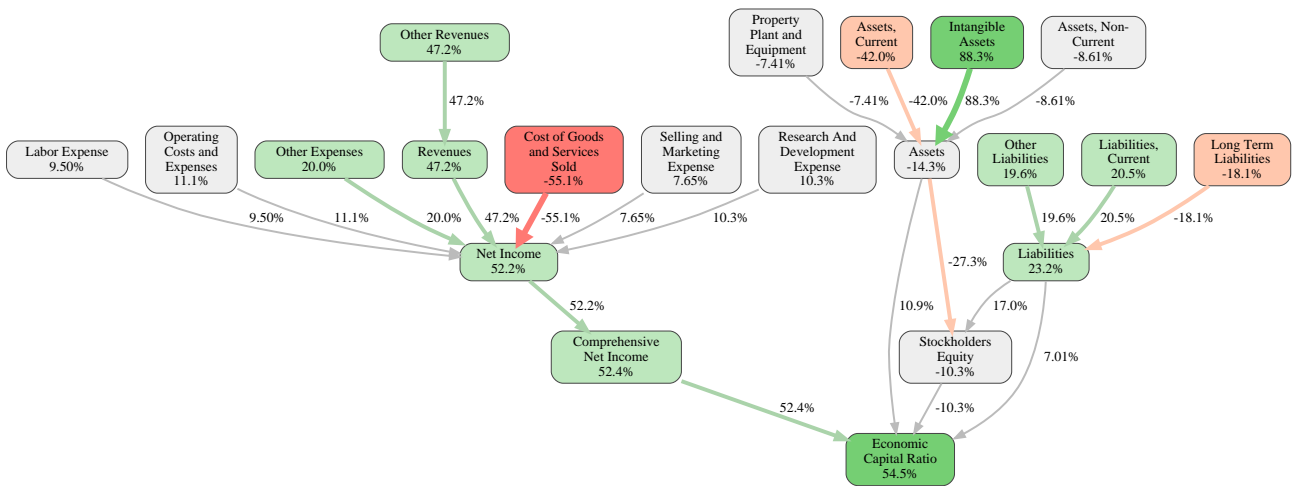 Property
Plant and
Equipment
-7.41%
Assets,
Current
-42.0%
Intangible
Assets
88.3%
Assets, Non-
Current
-8.61%
Other Revenues
47.2%
47.2%
-7.41%
-42.0%
88.3%
-8.61%
Labor Expense
9.50%
Operating
Costs and
Expenses
11.1%
Other Expenses
20.0%
Revenues
47.2%
Cost of Goods
and Services
Sold
-55.1%
Selling and
Marketing
Expense
7.65%
Research And
Development
Expense
10.3%
Assets
-14.3%
Other
Liabilities
19.6%
Liabilities,
Current
20.5%
Long Term
Liabilities
-18.1%
9.50%
11.1%
20.0%
47.2%
-55.1%
7.65%
10.3%
19.6%
20.5%
-18.1%
Net Income
52.2%
Liabilities
23.2%
-27.3%
52.2%
10.9%
17.0%
7.01%
Comprehensive
Net Income
52.4%
Stockholders
Equity
-10.3%
52.4%
-10.3%
Economic
Capital Ratio
54.5%